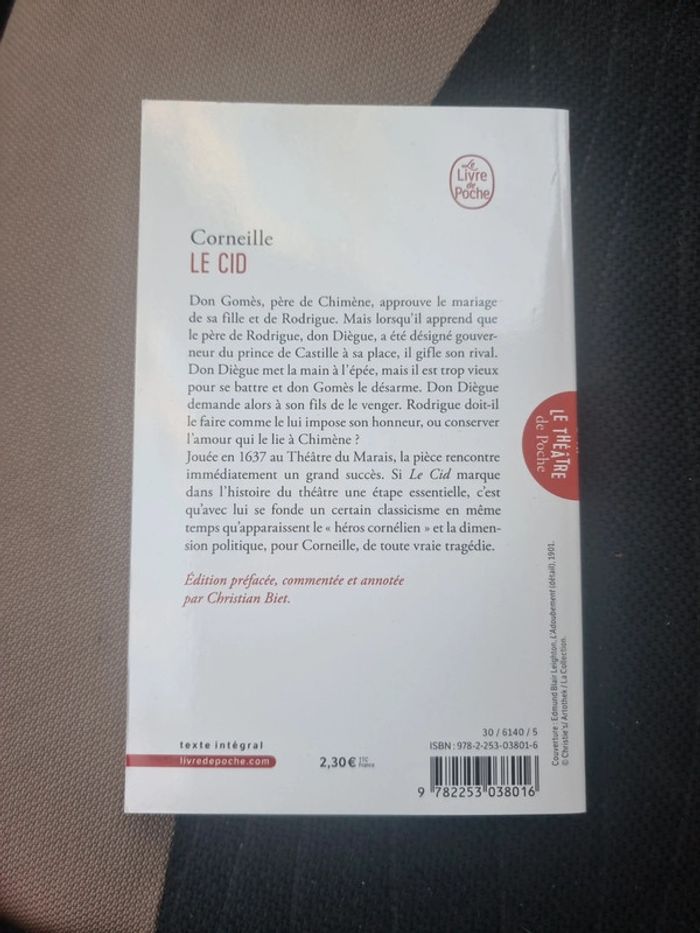 Le
Livre
de
Poche
Corneille
LE CID
Don Gomès, père de Chimène, approuve le mariage
de sa fille et de Rodrigue. Mais lorsqu'il apprend que
le père de Rodrigue, don Diègue, a été désigné gouver-
neur du prince de Castille à sa place, il gifle son rival.
Don Diègue met la main à l'épée, mais il est trop vieux
pour se battre et don Gomès le désarme. Don Diègue
demande alors à son fils de le venger. Rodrigue doit-il
le faire comme le lui impose son honneur, ou conserver
l'amour qui le lie à Chimène ?
Jouée en 1637 au Théâtre du Marais, la pièce rencontre
immédiatement un grand succès. Si Le Cid marque
dans l'histoire du théâtre une étape essentielle, c'est
qu'avec lui se fonde un certain classicisme en même
temps qu'apparaissent le « héros cornélien » et la dimen-
sion politique, pour Corneille, de toute vraie tragédie.
Édition préfacée, commentée et annotée
par Christian Biet.
LE THÉÂTRE
de Poche
Couverture : Edmund Blair Leighton, L'Adoubement (détail), 1901.
© Christie's/ Artothek / La Collection.
texte intégral
livredepoche.com
2,30 € TTC
France
30 / 6140 / 5
ISBN : 978-2-253-03801-6
9 782253 038016